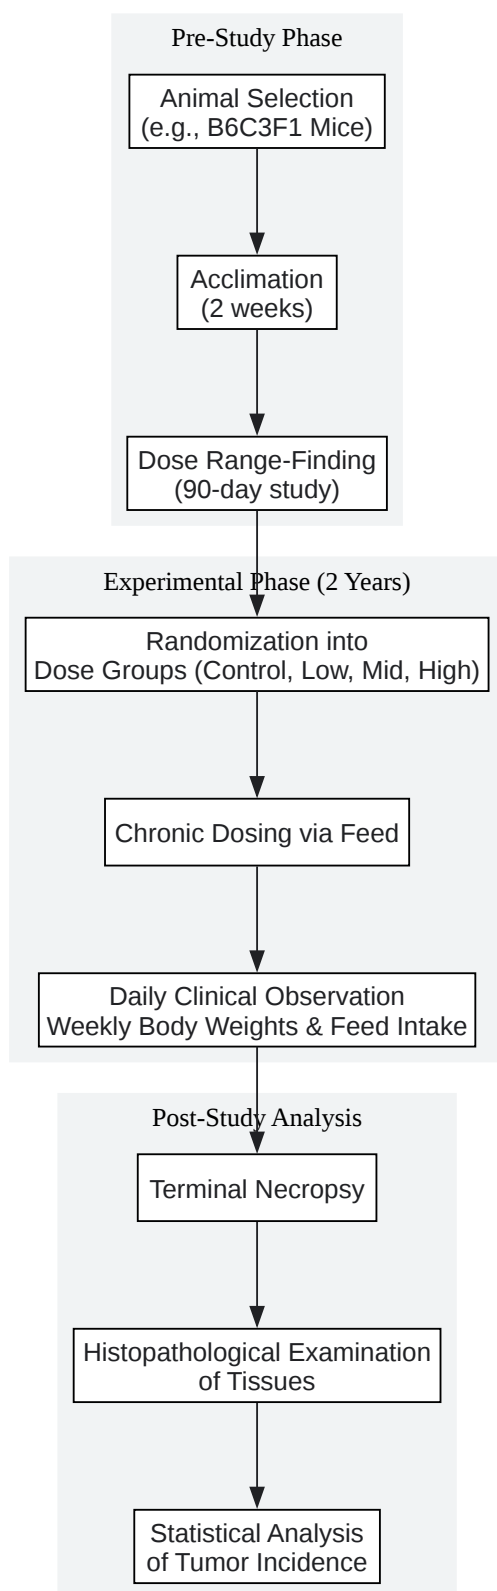 Pre-Study Phase
Animal Selection
(e.g., B6C3F1 Mice)
Acclimation
(2 weeks)
Dose Range-Finding
(90-day study)
Experimental Phase (2 Years)
Randomization into
Dose Groups (Control, Low, Mid, High)
Chronic Dosing via Feed
Daily Clinical Observation
Weekly Body Weights & Feed Intake
Post-Study Analysis
Terminal Necropsy
Histopathological Examination
of Tissues
Statistical Analysis
of Tumor Incidence